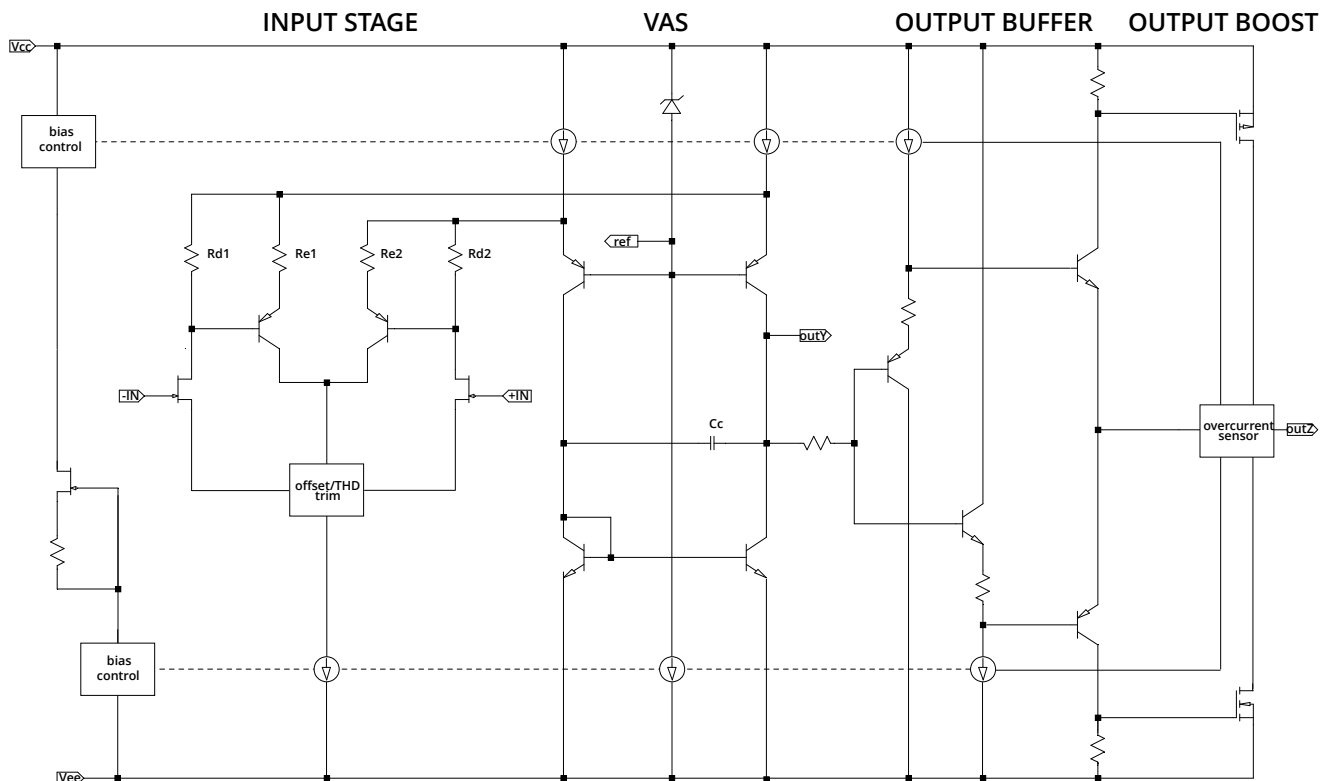 INPUT STAGE
VAS
OUTPUT BUFFER
OUTPUT BOOST
Vcc
bias
control
Rd1
Re1
Re2
Rd2
ref
outY
-IN
+IN
Cc
overcurrent
sensor
outZ
offset/THD
trim
bias
control
Vee